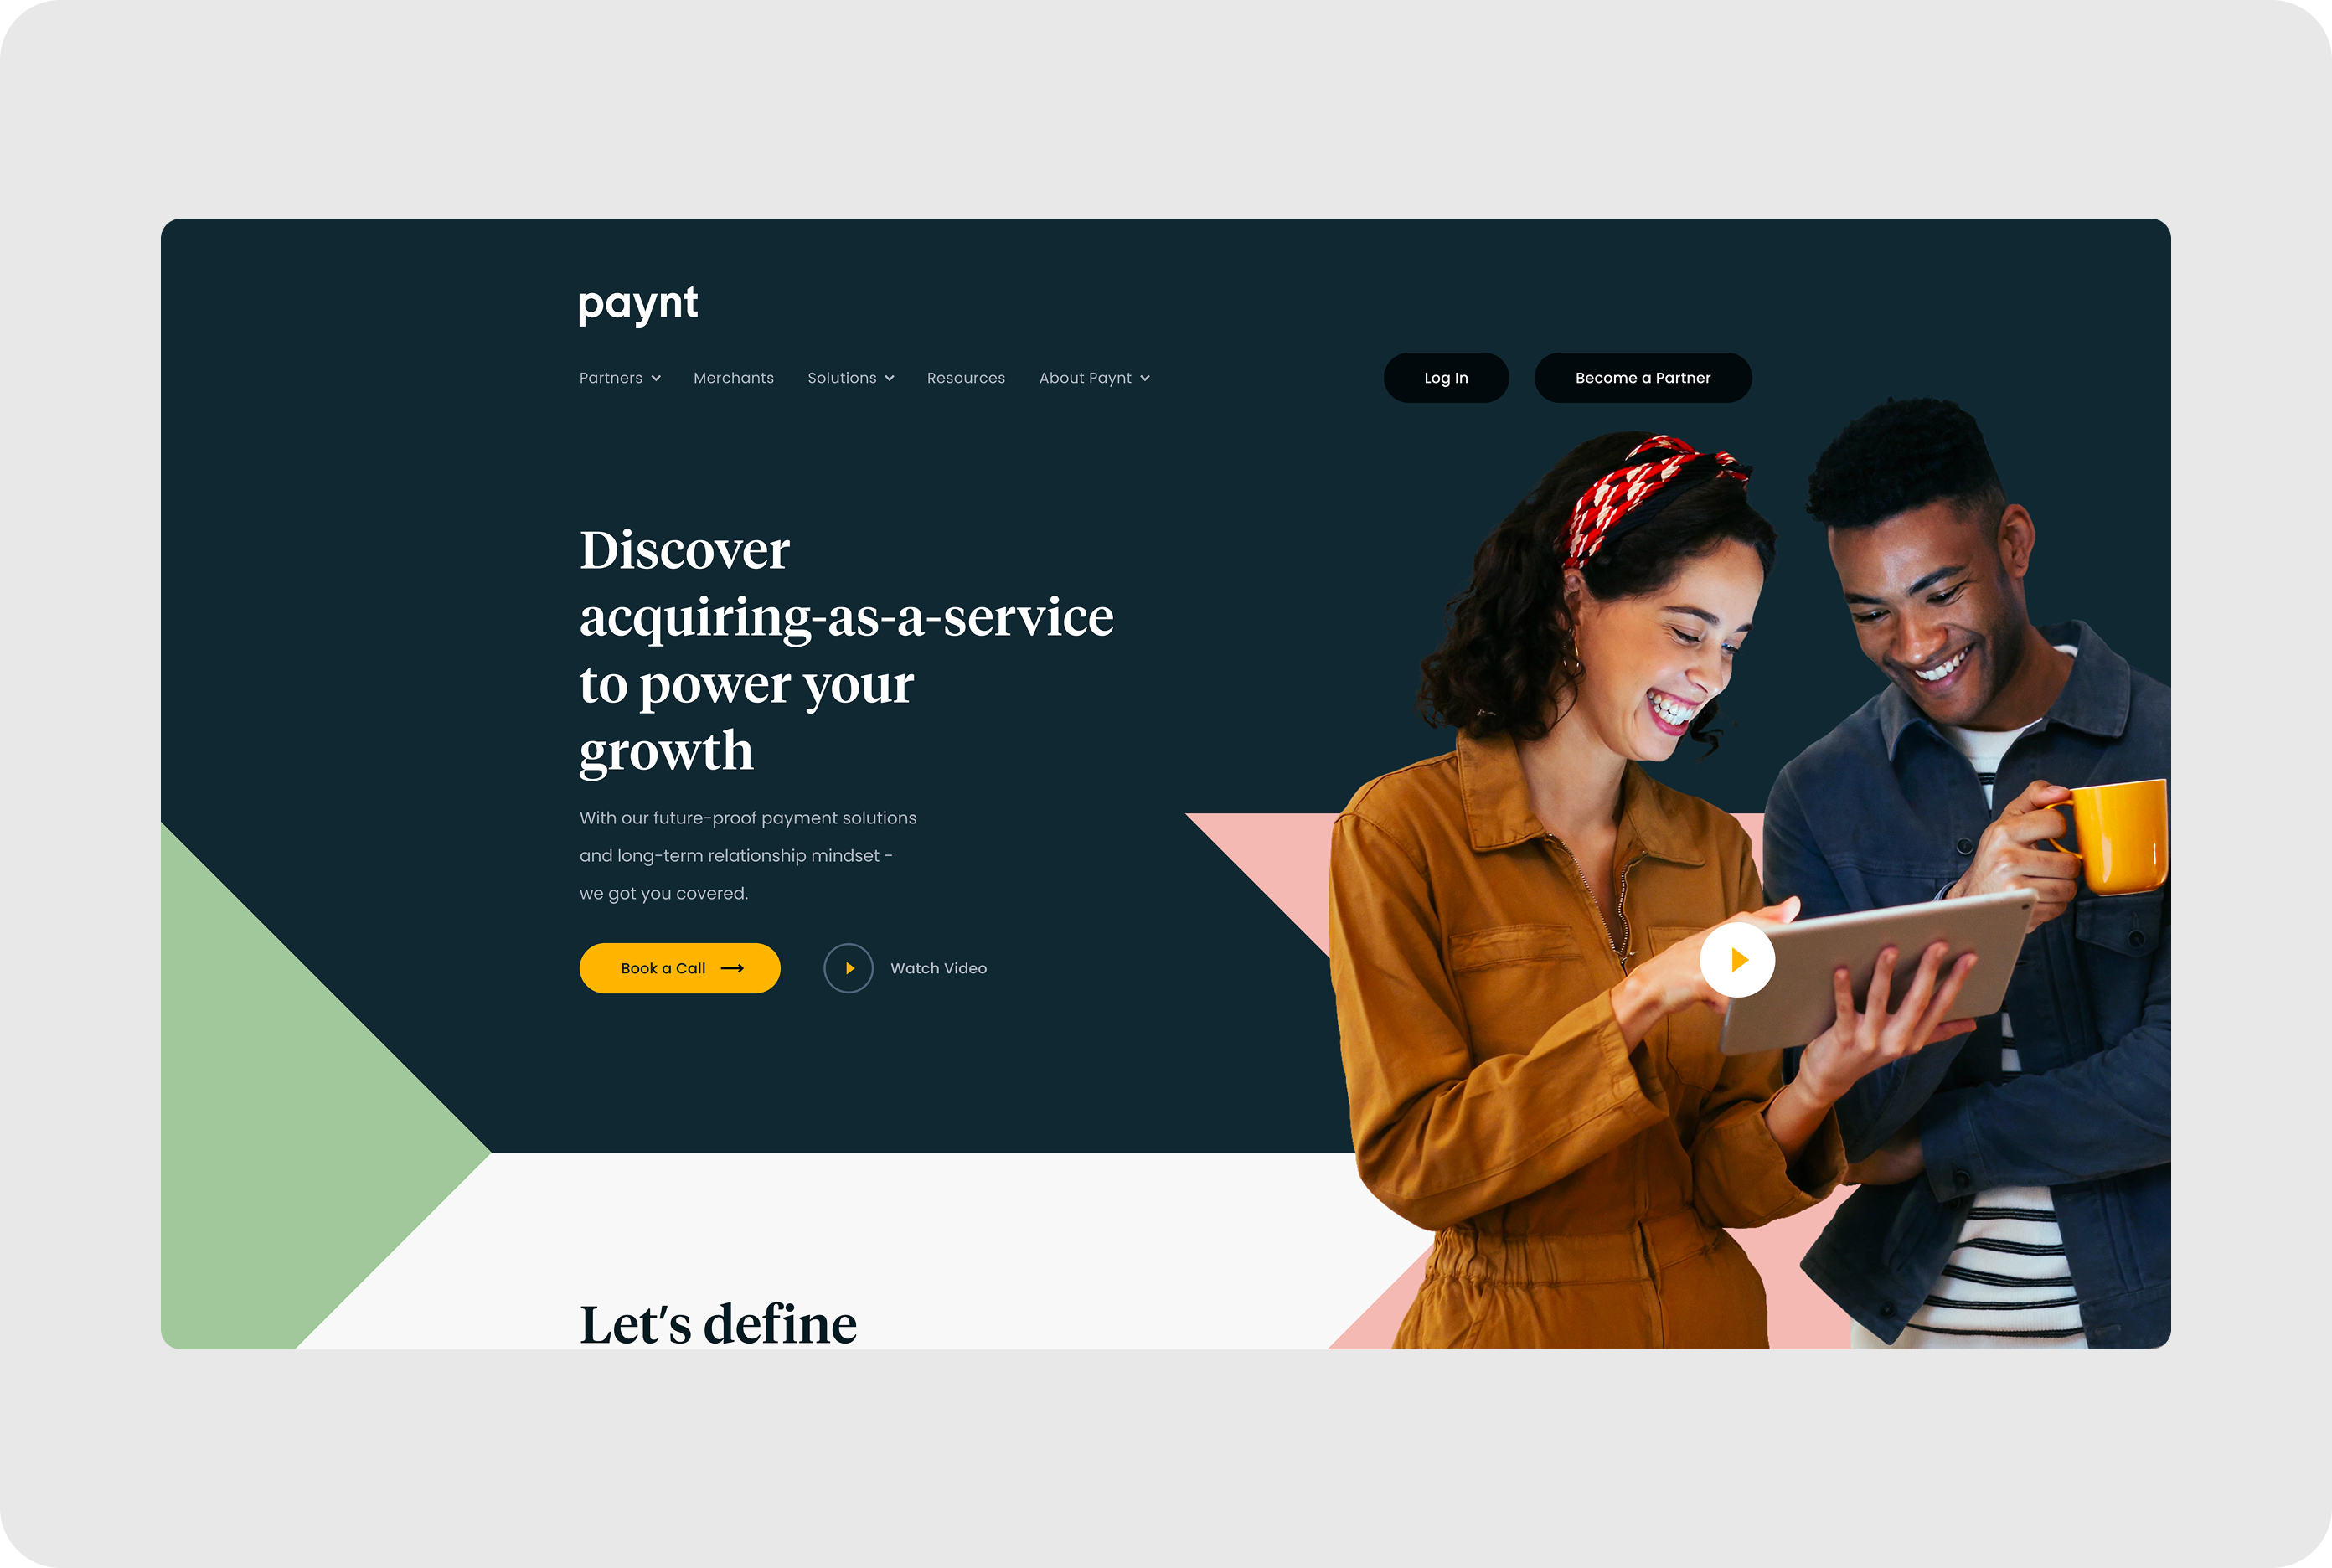 paynt
Partners Merchants Solutions Resources About Paynt Log In Become a Partner
Discover
acquiring-as-a-service
to power your
growth
With our future-proof payment solutions
and long-term relationship mindset -
we got you covered.
Book a Call Watch Video
Let's define